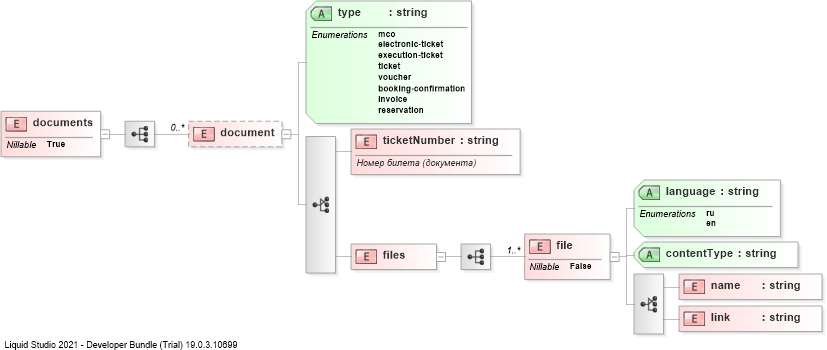 A type : string
Enumerations mco
electronic-ticket
execution-ticket
ticket
voucher
booking-confirmation
invoice
reservation
E documents
Nillable True
0..*
E document
E ticketNumber : string
Номер билета (документа)
E files
1..*
E file
Nillable False
A language : string
Enumerations ru
en
A contentType : string
E name : string
E link : string
Liquid Studio 2021 - Developer Bundle (Trial) 19.0.3.10699